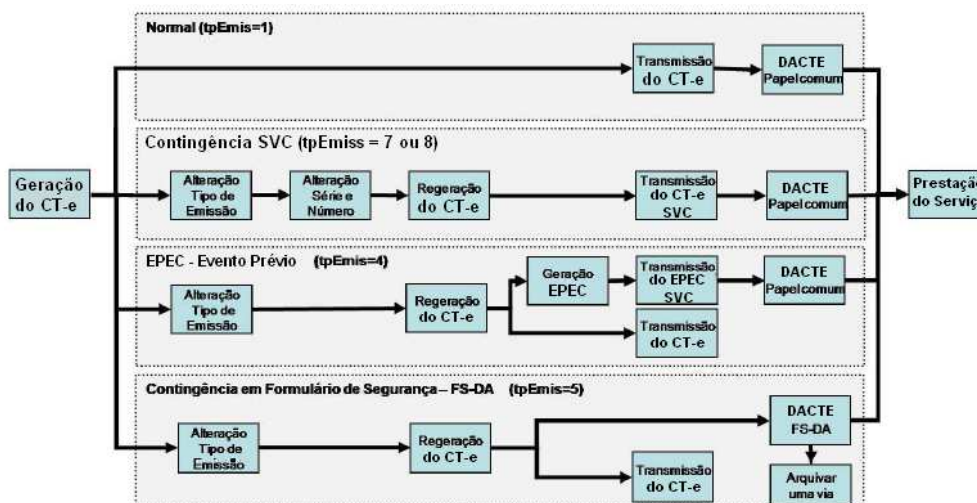 Normal (tpEmis=1)
Transmissão
do CT-e
DACTE
Papel comum
Contingência SVC (tpEmiss = 7 ou 8)
Geração
do CT-e
Alteração
Tipo de
Emissão
Alteração
Série e
Número
Regeração
do CT-e
Transmissão
do CT-e
SVC
DACTE
Papel comum
Prestação
do Serviço
EPEC - Evento Prévio (tpEmis=4)
Alteração
Tipo de
Emissão
Regeração
do CT-e
Geração
EPEC
Transmissão
do EPEC
SVC
DACTE
Papel comum
Transmissão
do CT-e
Contingência em Formulário de Segurança – FS-DA (tpEmis=5)
Alteração
Tipo de
Emissão
Regeração
do CT-e
DACTE
FS-DA
Transmissão
do CT-e
Arquivar
uma via